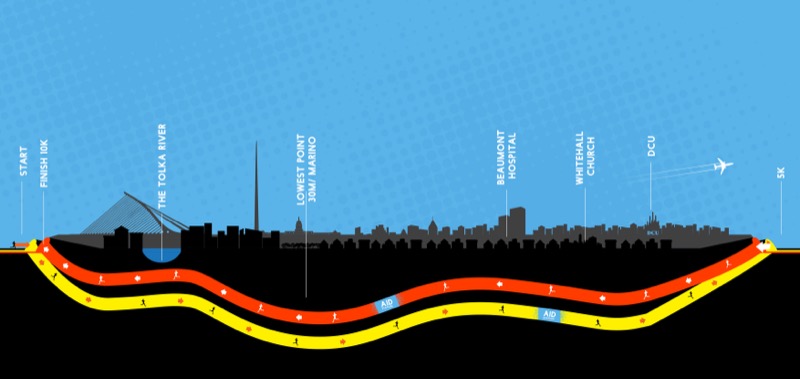 START
FINISH 10K
THE TOLKA RIVER
LOWEST POINT
30M/ MARINO
BEAUMONT
HOSPITAL
WHITEHALL
CHURCH
DCU
5K
DCU
AID
AID